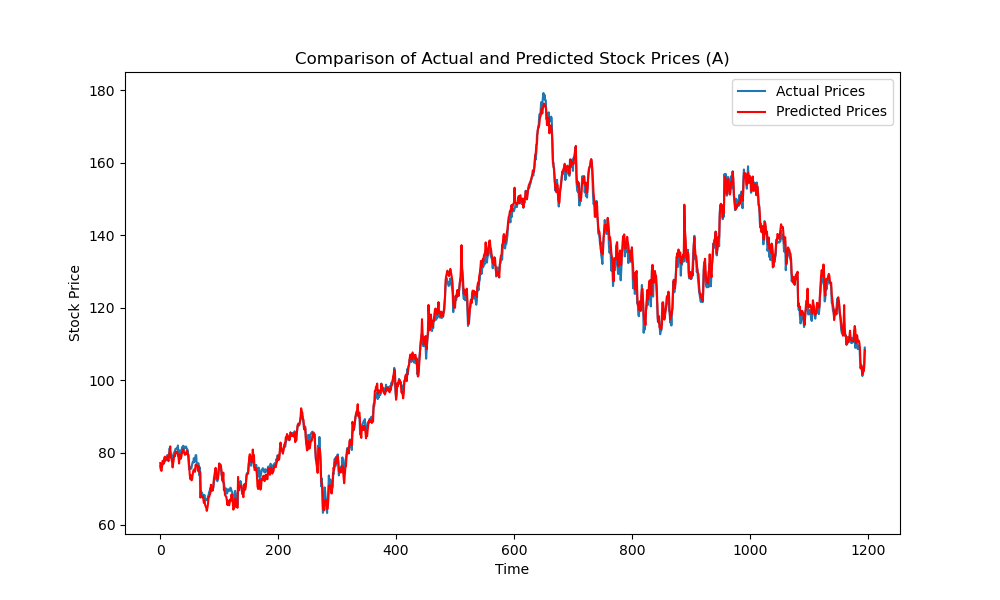 Comparison of Actual and Predicted Stock Prices (A)
Actual Prices
Predicted Prices
Stock Price
180
160
140
120
100
80
60
0 200 400 600 800 1000 1200
Time